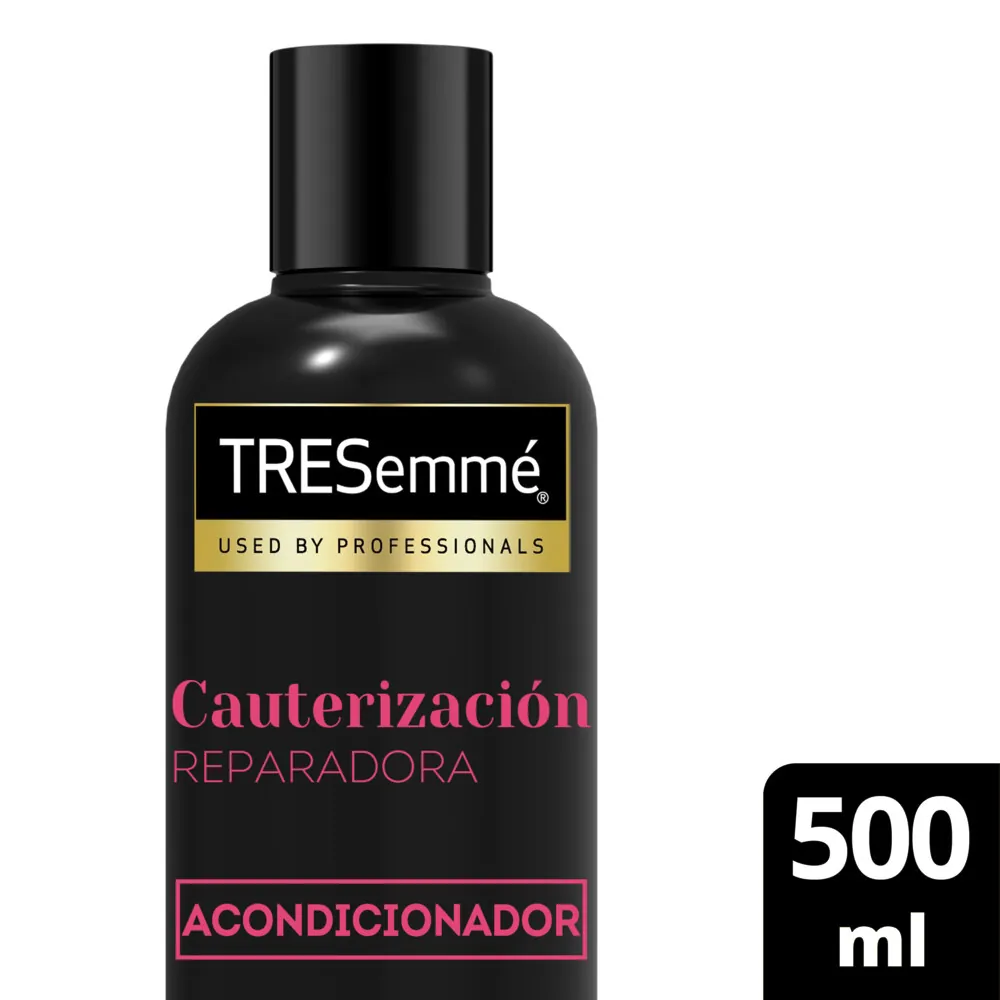 TRESemmé®
USED BY PROFESSIONALS
Cauterización
REPARADORA
ACONDICIONADOR
500
ml